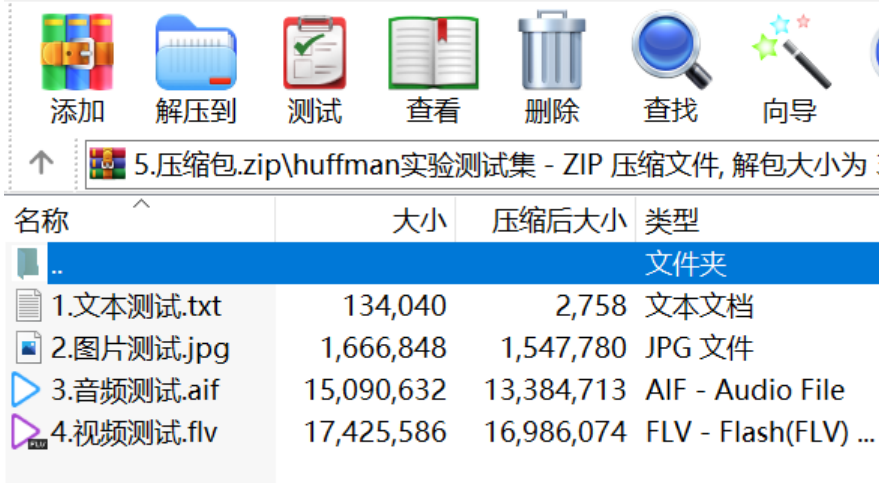 添加 解压到 测试 查看 删除 查找 向导
5.压缩包.zip\huffman实验测试集 - ZIP 压缩文件, 解包大小为
名称 大小 压缩后大小 类型
.. 文件夹
1.文本测试.txt 134,040 2,758 文本文档
2.图片测试.jpg 1,666,848 1,547,780 JPG 文件
3.音频测试.aif 15,090,632 13,384,713 AIF - Audio File
4.视频测试.flv 17,425,586 16,986,074 FLV - Flash(FLV) ...